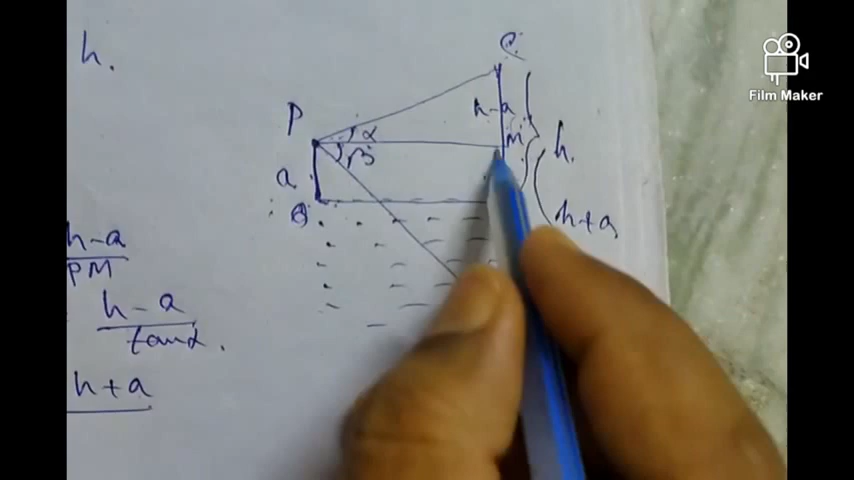 h.
C.
Film Maker
h-a
P
α
M
β
h.
a.
Q.
h+a
h-a
PM
h-a
tanα.
h+a